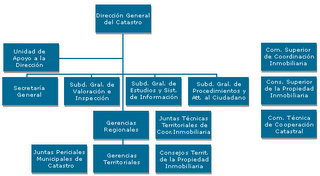 Dirección General
del Catastro
Unidad de
Apoyo a la
Dirección
Com. Superior
de Coordinación
Inmobiliaria
Secretaría
General
Subd. Gral. de
Valoración e
Inspección
Subd. Gral. de
Estudios y Sist.
de Información
Subd. Gral. de
Procedimientos y
Att. al Ciudadano
Cons. Superior
de la Propiedad
Inmobiliaria
Gerencias
Regionales
Juntas Técnicas
Territoriales de
Coor.Inmobiliaria
Com. Técnica
de Cooperación
Catastral
Juntas Periciales
Municipales de
Catastro
Gerencias
Territoriales
Consejos Territ.
de la Propiedad
Inmobiliaria